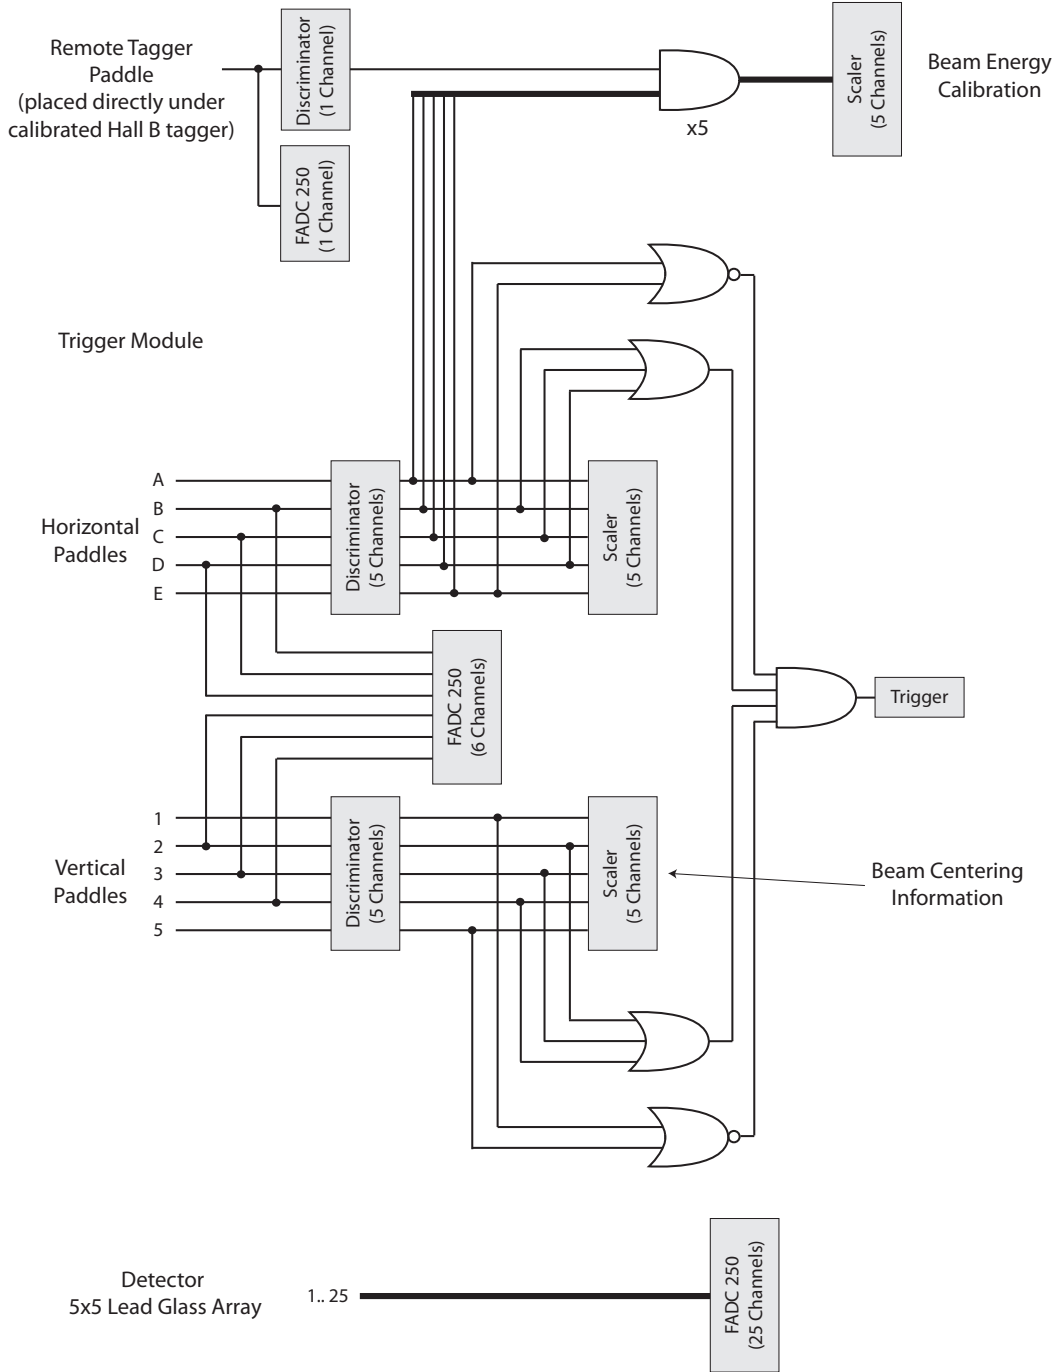 Remote Tagger
Paddle
(placed directly under
calibrated Hall B tagger)
Discriminator
(1 Channel)
FADC 250
(1 Channel)
x5
Scaler
(5 Channels)
Beam Energy
Calibration
Trigger Module
Horizontal
Paddles
A
B
C
D
E
Discriminator
(5 Channels)
Scaler
(5 Channels)
FADC 250
(6 Channels)
Trigger
Vertical
Paddles
1
2
3
4
5
Discriminator
(5 Channels)
Scaler
(5 Channels)
Beam Centering
Information
Detector
5x5 Lead Glass Array
1.. 25
FADC 250
(25 Channels)